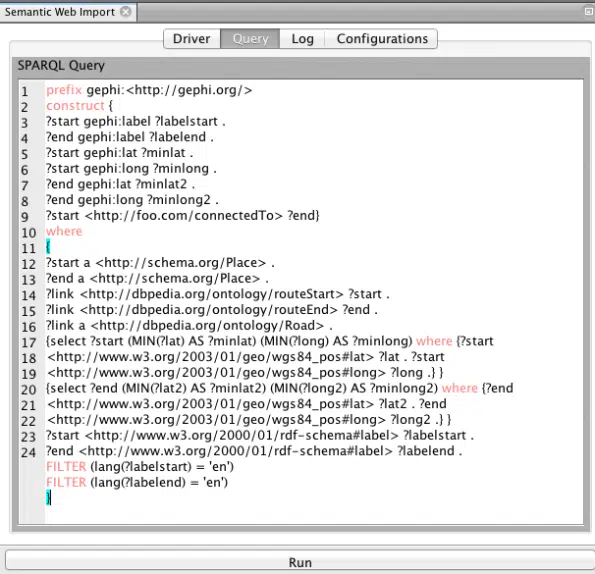 Semantic Web Import
Driver Query Log Configurations
SPARQL Query
1 prefix gephi:<http://gephi.org/>
2 construct {
3 ?start gephi:label ?labelstart .
4 ?end gephi:label ?labelend .
5 ?start gephi:lat ?minlat .
6 ?start gephi:long ?minlong .
7 ?end gephi:lat ?minlat2 .
8 ?end gephi:long ?minlong2 .
9 ?start <http://foo.com/connectedTo> ?end}
10 where
11 {
12 ?start a <http://schema.org/Place> .
13 ?end a <http://schema.org/Place> .
14 ?link <http://dbpedia.org/ontology/routeStart> ?start .
15 ?link <http://dbpedia.org/ontology/routeEnd> ?end .
16 ?link a <http://dbpedia.org/ontology/Road> .
17 {select ?start (MIN(?lat) AS ?minlat) (MIN(?long) AS ?minlong) where {?start
18 <http://www.w3.org/2003/01/geo/wgs84_pos#lat> ?lat . ?start
19 <http://www.w3.org/2003/01/geo/wgs84_pos#long> ?long .} }
20 {select ?end (MIN(?lat2) AS ?minlat2) (MIN(?long2) AS ?minlong2) where {?end
21 <http://www.w3.org/2003/01/geo/wgs84_pos#lat> ?lat2 . ?end
22 <http://www.w3.org/2003/01/geo/wgs84_pos#long> ?long2 .} }
23 ?start <http://www.w3.org/2000/01/rdf-schema#label> ?labelstart .
24 ?end <http://www.w3.org/2000/01/rdf-schema#label> ?labelend .
FILTER (lang(?labelstart) = 'en')
FILTER (lang(?labelend) = 'en')
}
Run